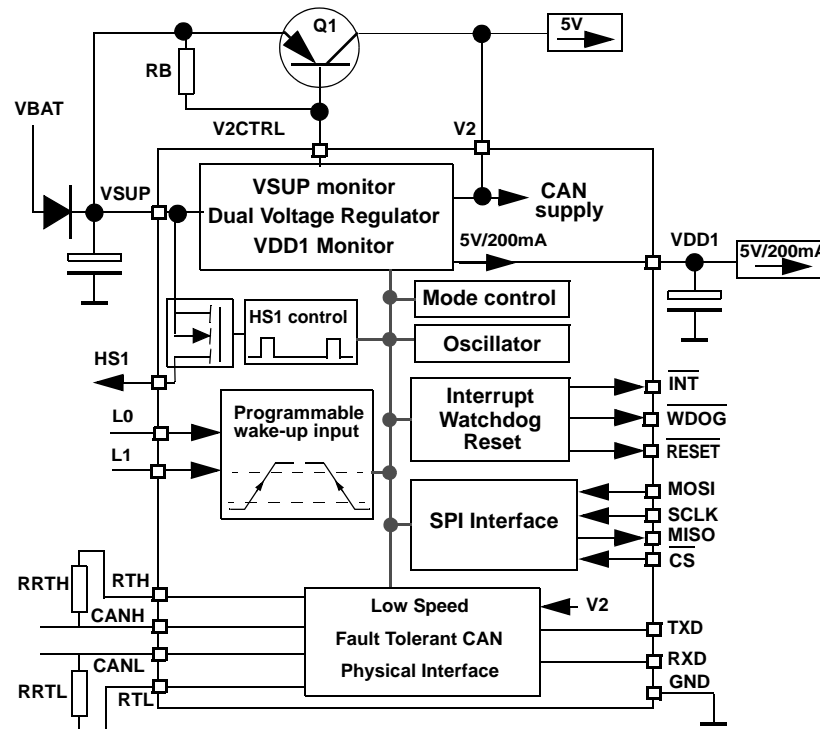 Q1
5V
RB
VBAT
V2CTRL
V2
VSUP
VSUP monitor
Dual Voltage Regulator
VDD1 Monitor
CAN
supply
5V/200mA
VDD1
5V/200mA
Mode control
HS1 control
Oscillator
HS1
Programmable
wake-up input
L0
L1
Interrupt
Watchdog
Reset
INT
WDOG
RESET
SPI Interface
MOSI
SCLK
MISO
CS
RRTH
RTH
CANH
CANL
RRTL
RTL
Low Speed
Fault Tolerant CAN
Physical Interface
V2
TXD
RXD
GND